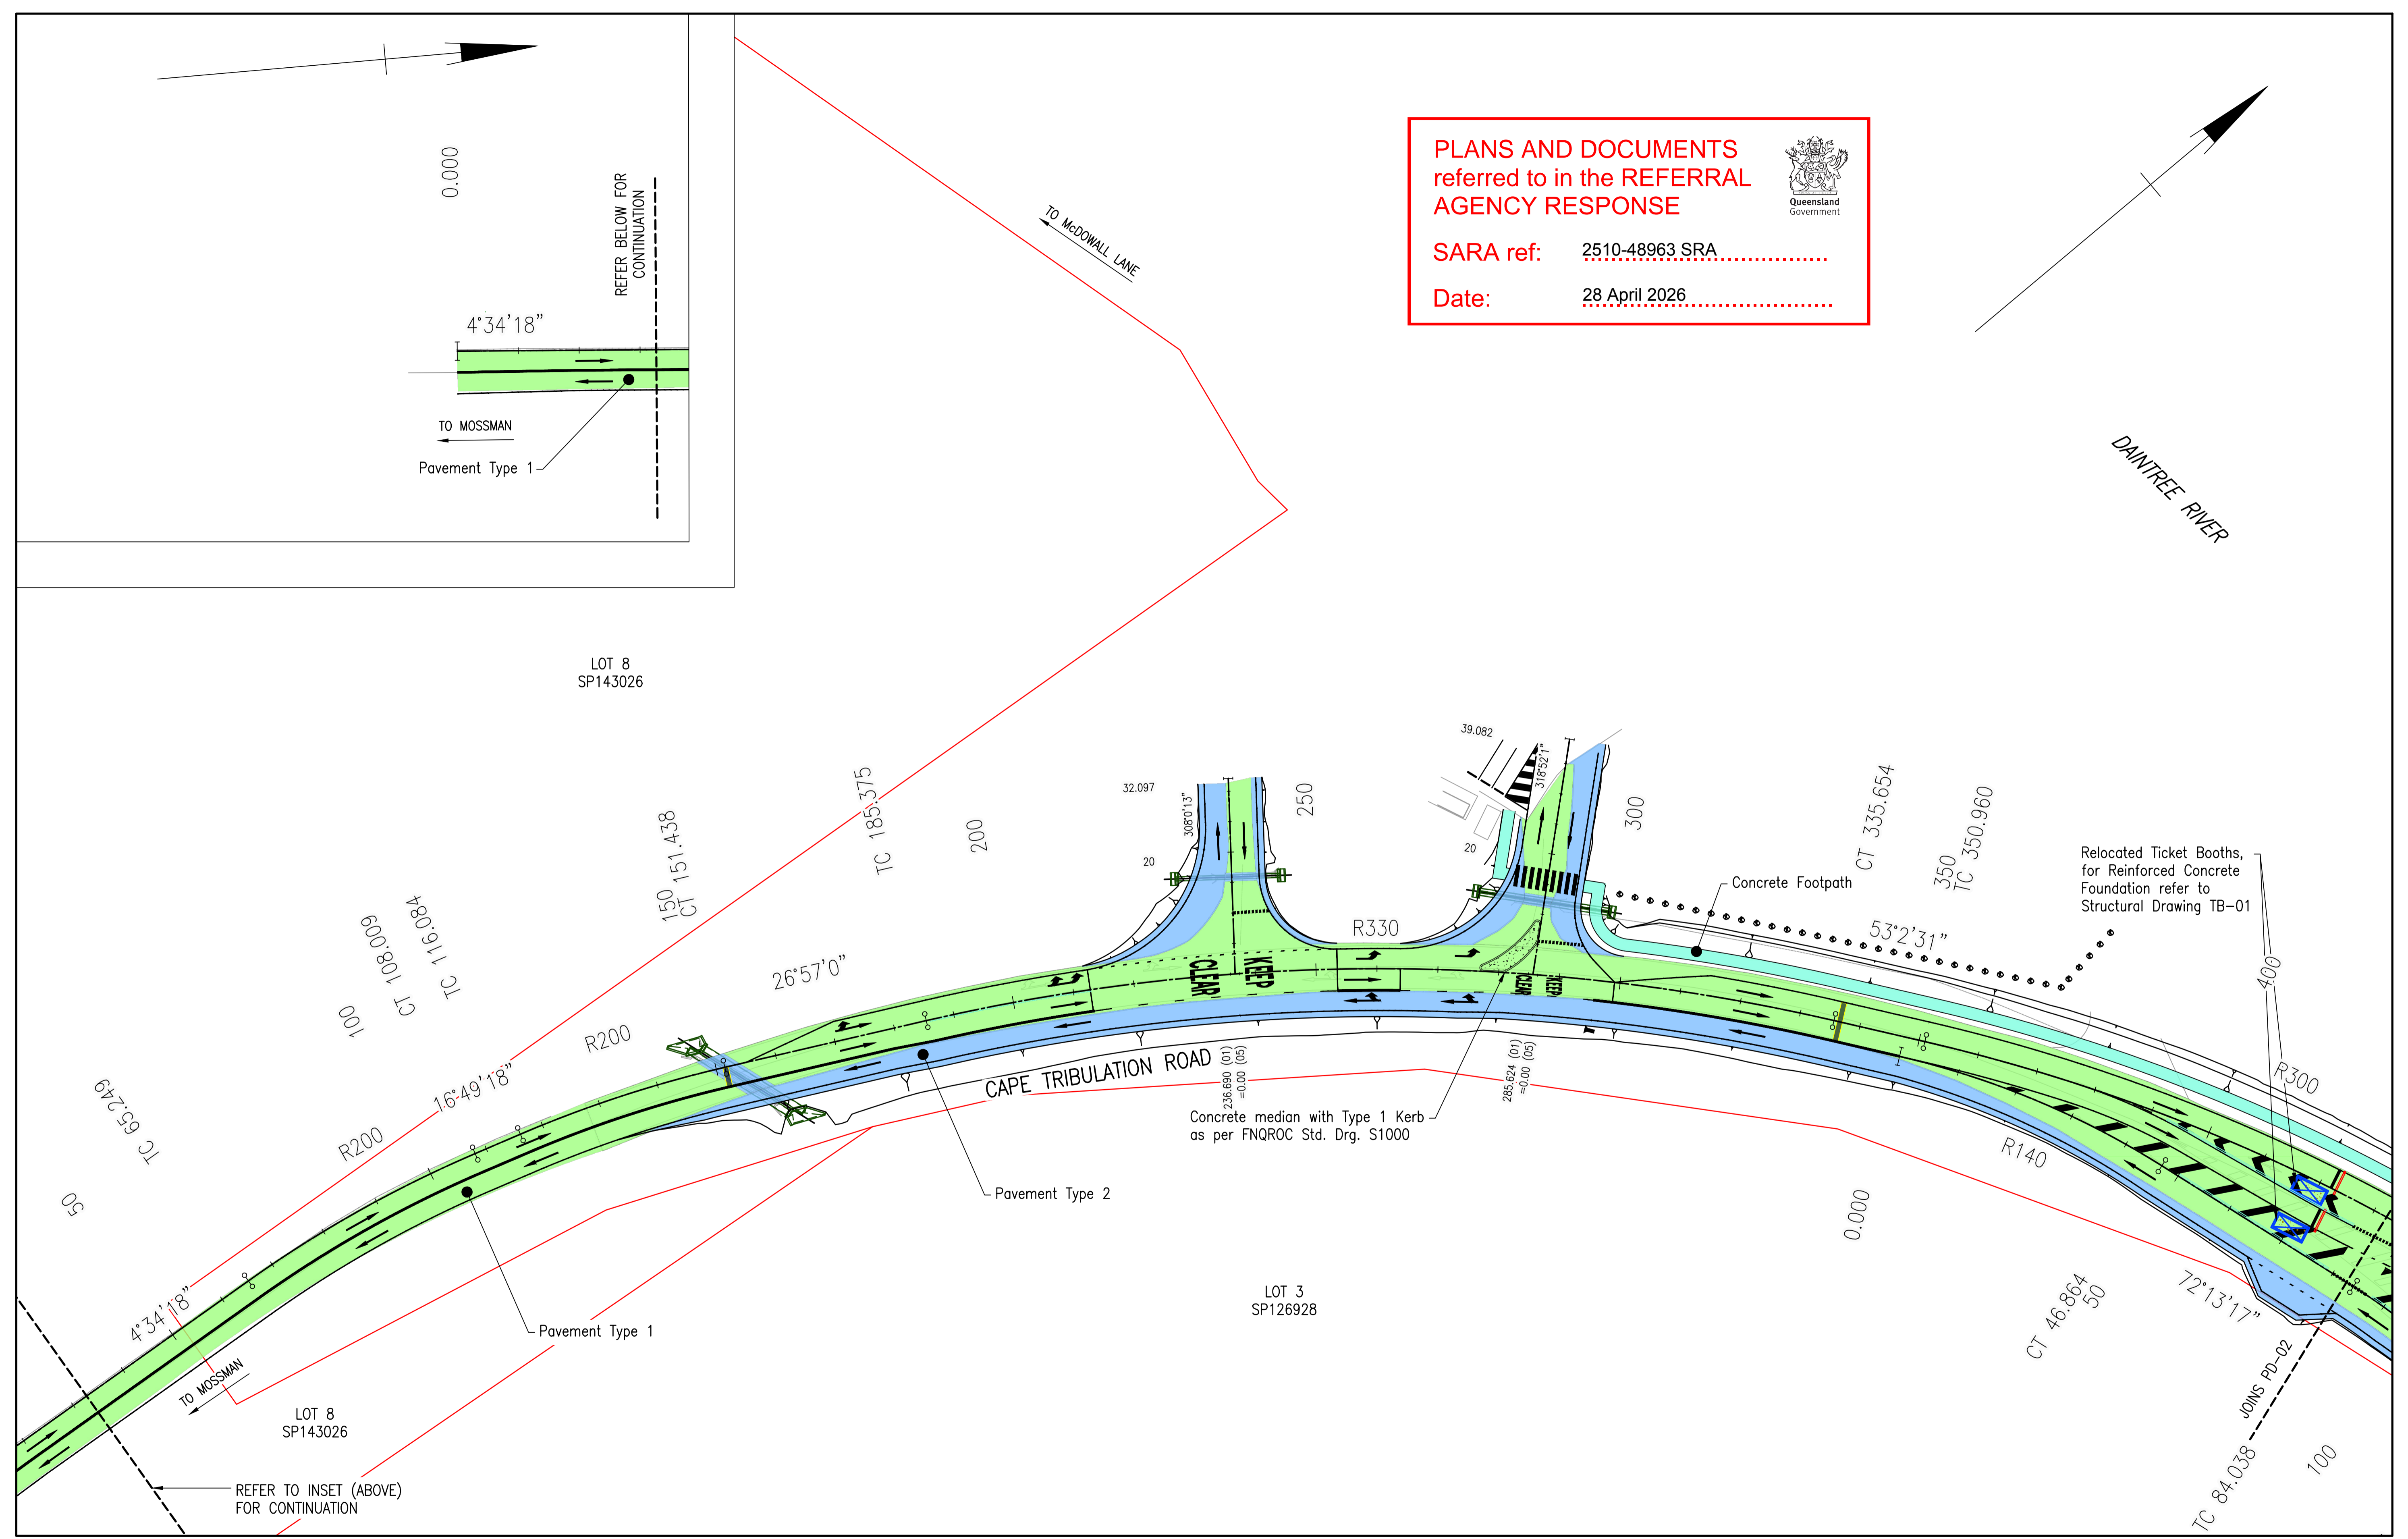 0.000
REFER BELOW FOR
CONTINUATION
4°34'18"
TO MOSSMAN
Pavement Type 1
TO McDOWALL LANE
PLANS AND DOCUMENTS
referred to in the REFERRAL
AGENCY RESPONSE
Queensland
Government
SARA ref: 2510-48963 SRA
Date: 28 April 2026
DAINTREE RIVER
LOT 8
SP143026
50
TC 65.249
100
CT 108.009
TC 116.084
150
CT 151.438
TC 185.375
200
32.097
308°0'13"
20
250
39.082
318°52'1"
20
300
CT 335.654
350
TC 350.960
Relocated Ticket Booths,
for Reinforced Concrete
Foundation refer to
Structural Drawing TB-01
Concrete Footpath
R330
53°2'31"
400
R300
26°57'0"
R200
16°49'18"
R200
4°34'18"
KEEP
CLEAR
KEEP
CLEAR
CAPE TRIBULATION ROAD
236.690 (01)
=0.00 (05)
285.624 (01)
=0.00 (05)
Concrete median with Type 1 Kerb
as per FNQROC Std. Drg. S1000
Pavement Type 2
Pavement Type 1
R140
0.000
CT 46.864
50
72°13'17"
JOINS PD-02
TC 84.038
100
LOT 3
SP126928
TO MOSSMAN
LOT 8
SP143026
REFER TO INSET (ABOVE)
FOR CONTINUATION